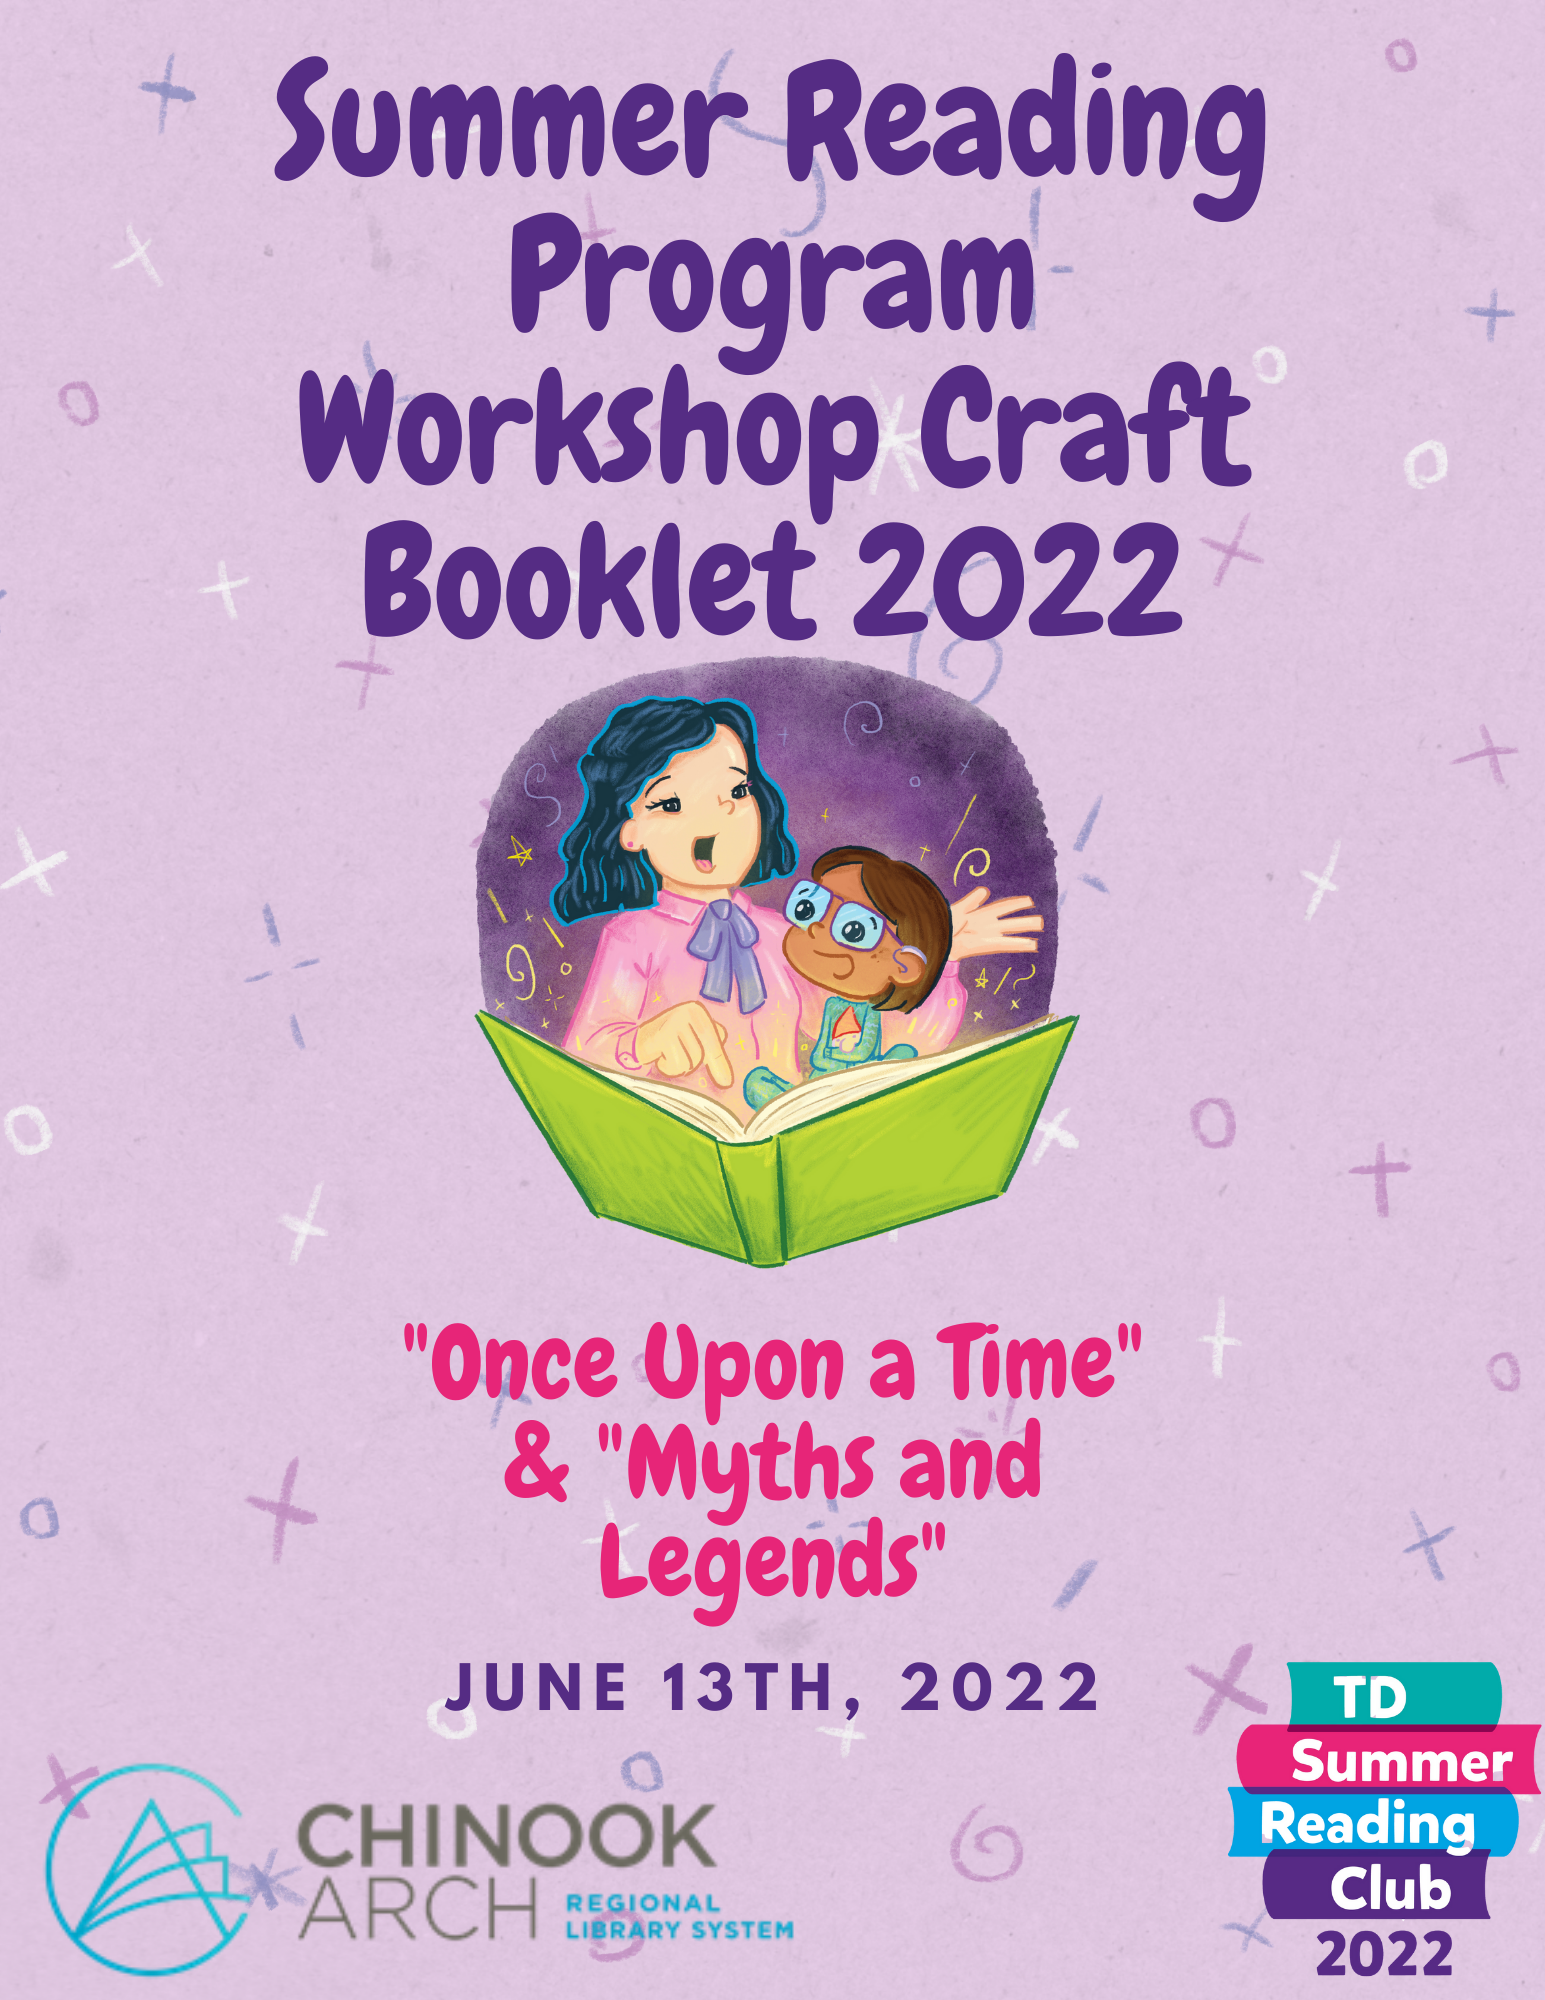 Summer Reading
Program
Workshop Craft
Booklet 2022
"Once Upon a Time"
& "Myths and
Legends"
JUNE 13TH, 2022
CHINOOK
ARCH REGIONAL
LIBRARY SYSTEM
TD
Summer
Reading
Club
2022